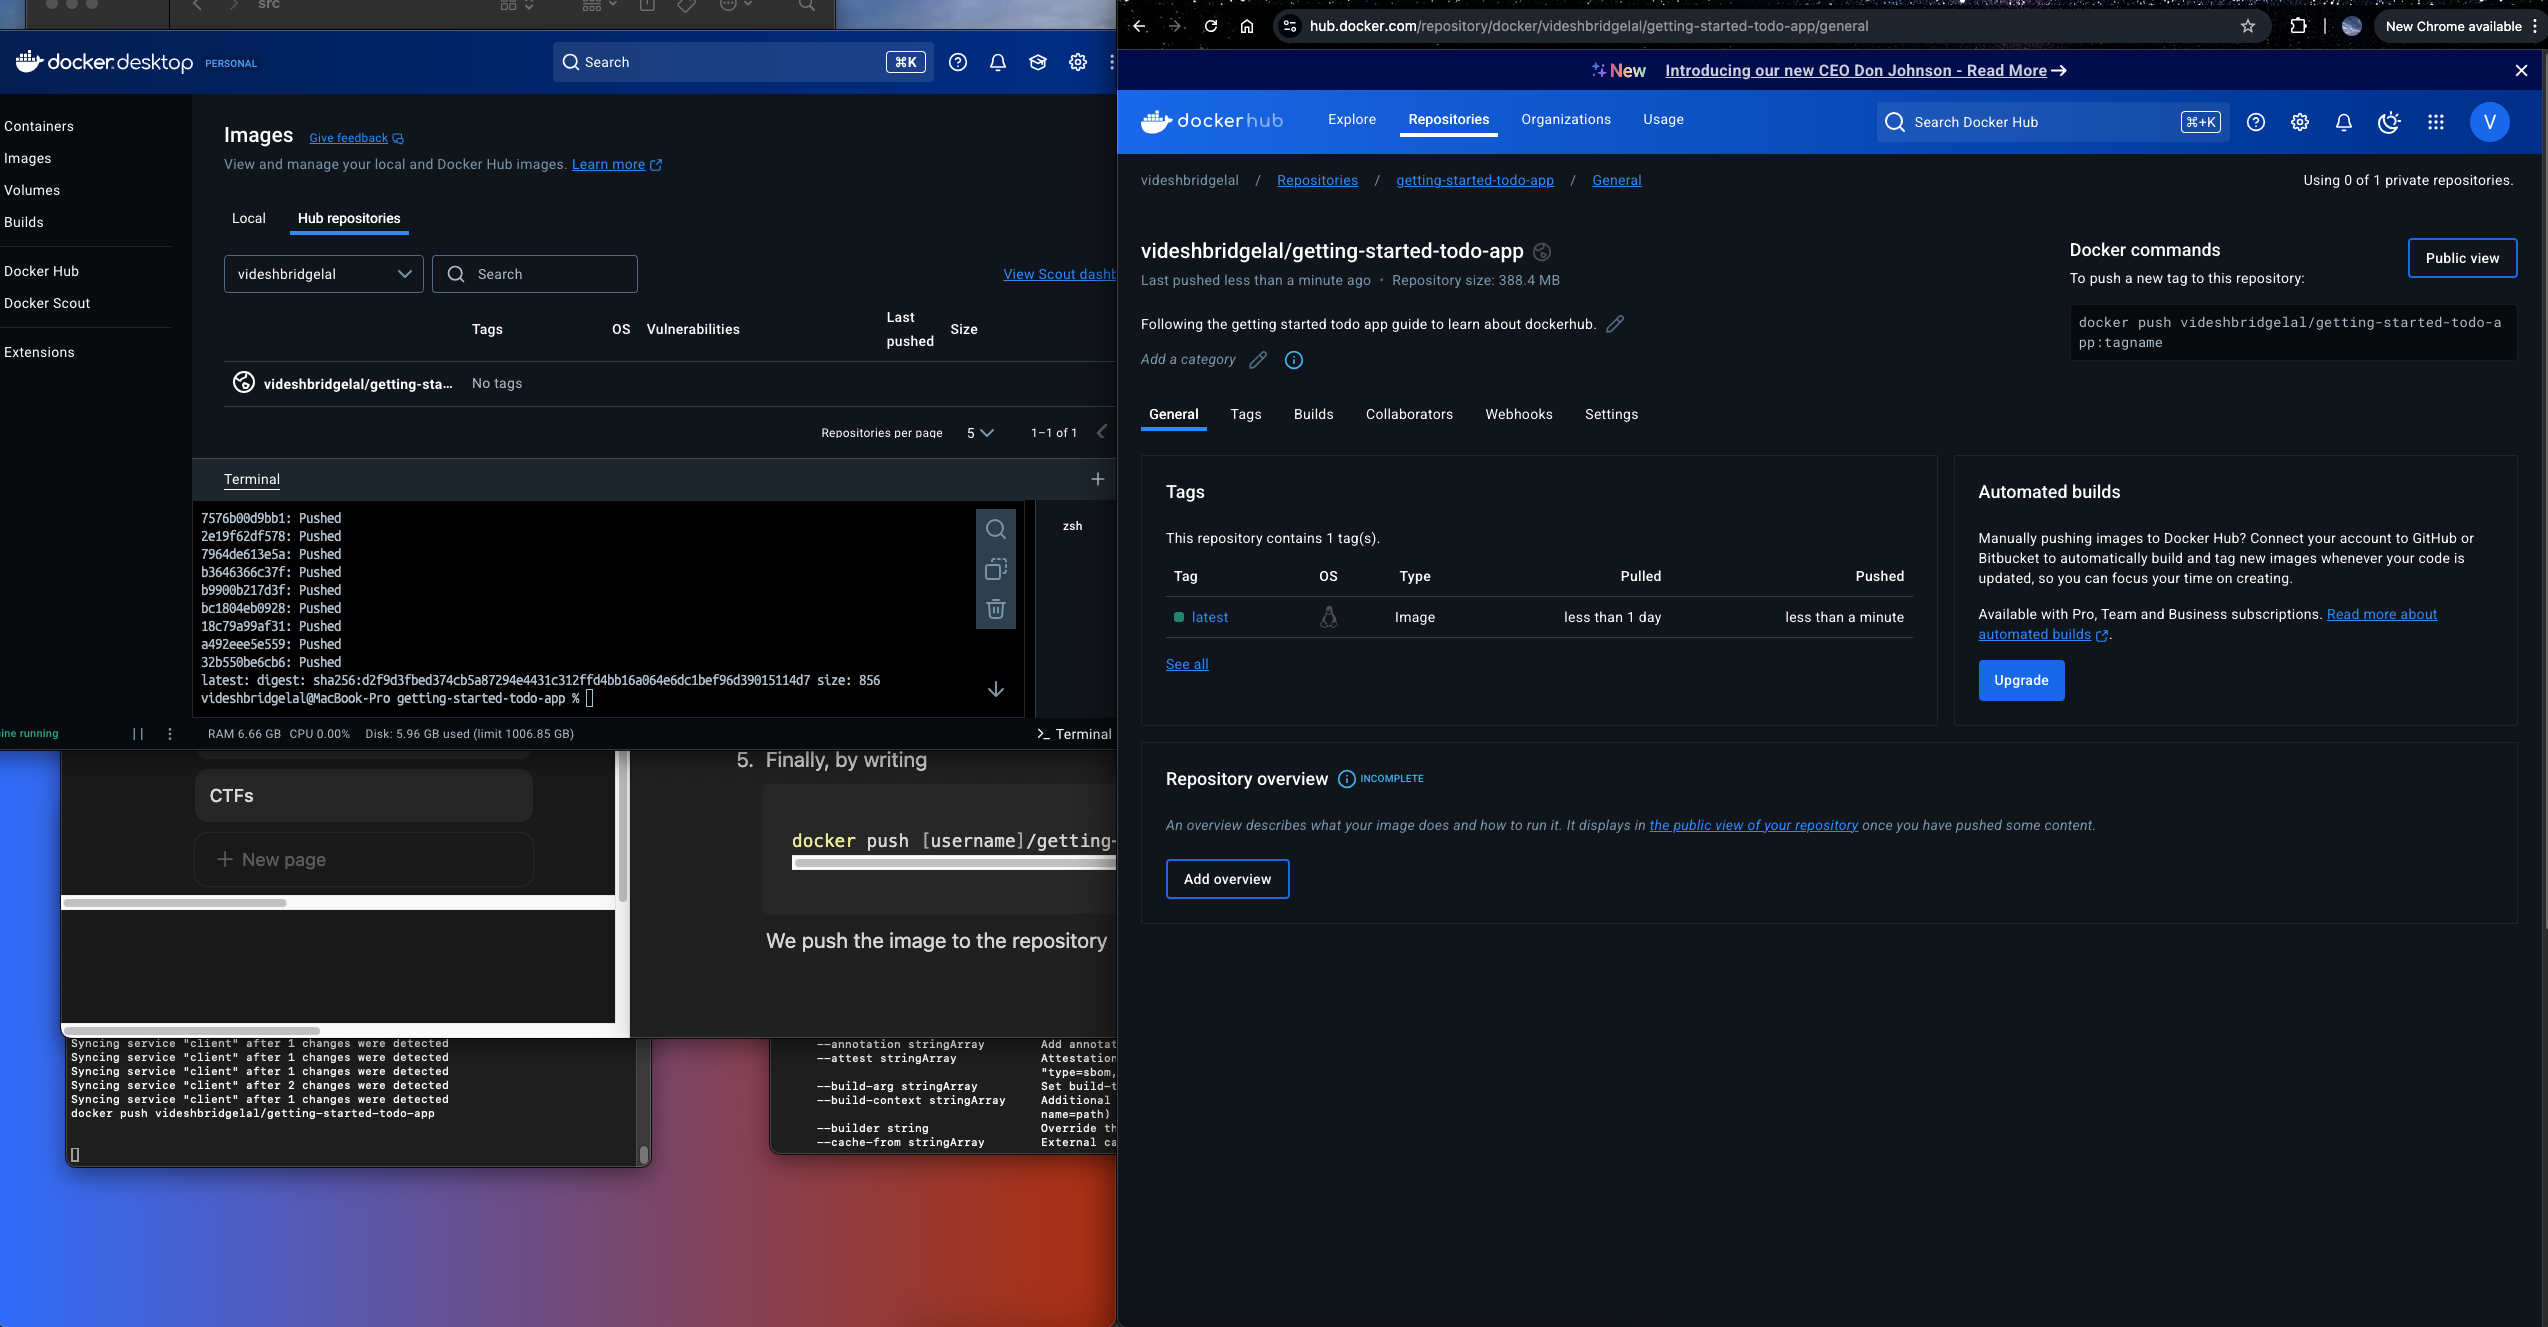 src
docker.desktop PERSONAL
Search
⌘K
Containers
Images
Volumes
Builds
Docker Hub
Docker Scout
Extensions
Images Give feedback
View and manage your local and Docker Hub images. Learn more
Local Hub repositories
videshbridgelal
Search
View Scout dashb
Tags OS Vulnerabilities Last pushed Size
videshbridgelal/getting-sta... No tags
Repositories per page 5 1–1 of 1
Terminal
7576b00d9bb1: Pushed
2e19f62df578: Pushed
7964de613e5a: Pushed
b3646366c37f: Pushed
b9900b217d3f: Pushed
bc1804eb0928: Pushed
18c79a99af31: Pushed
a492eee5e559: Pushed
32b550be6cb6: Pushed
latest: digest: sha256:d2f9d3fbed374cb5a87294e4431c312ffd4bb16a064e6dc1bef96d39015114d7 size: 856
videshbridgelal@MacBook-Pro getting-started-todo-app %
zsh
ine running
RAM 6.66 GB CPU 0.00% Disk: 5.96 GB used (limit 1006.85 GB)
>_ Terminal
CTFs
+ New page
5. Finally, by writing
docker push [username]/getting-
We push the image to the repository
Syncing service "client" after 1 changes were detected
Syncing service "client" after 1 changes were detected
Syncing service "client" after 1 changes were detected
Syncing service "client" after 2 changes were detected
Syncing service "client" after 1 changes were detected
docker push videshbridgelal/getting-started-todo-app
--annotation stringArray Add annotat
--attest stringArray Attestation
"type=sbom,
--build-arg stringArray Set build-t
--build-context stringArray Additional
name=path)
--builder string Override th
--cache-from stringArray External ca
hub.docker.com/repository/docker/videshbridgelal/getting-started-todo-app/general
New Chrome available
New Introducing our new CEO Don Johnson - Read More →
dockerhub
Explore Repositories Organizations Usage
Search Docker Hub
⌘+K
V
videshbridgelal / Repositories / getting-started-todo-app / General
Using 0 of 1 private repositories.
videshbridgelal/getting-started-todo-app
Last pushed less than a minute ago • Repository size: 388.4 MB
Following the getting started todo app guide to learn about dockerhub.
Add a category
Docker commands
To push a new tag to this repository:
Public view
docker push videshbridgelal/getting-started-todo-a
pp:tagname
General Tags Builds Collaborators Webhooks Settings
Tags
This repository contains 1 tag(s).
Tag OS Type Pulled Pushed
latest Image less than 1 day less than a minute
See all
Automated builds
Manually pushing images to Docker Hub? Connect your account to GitHub or
Bitbucket to automatically build and tag new images whenever your code is
updated, so you can focus your time on creating.
Available with Pro, Team and Business subscriptions. Read more about
automated builds.
Upgrade
Repository overview INCOMPLETE
An overview describes what your image does and how to run it. It displays in the public view of your repository once you have pushed some content.
Add overview